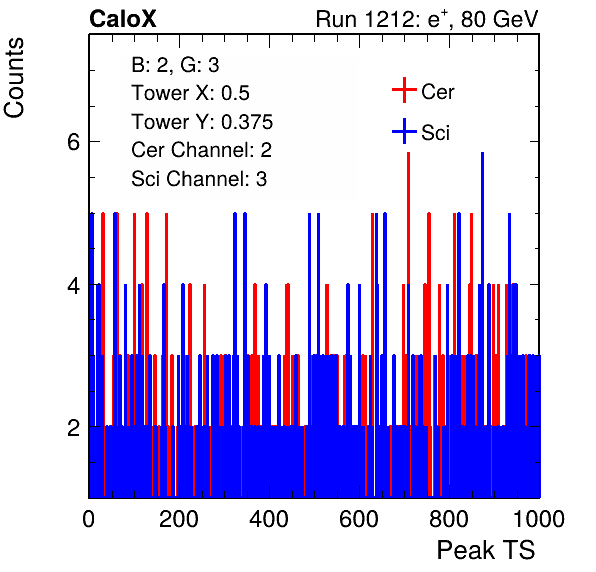 CaloX
Run 1212: e+, 80 GeV
Counts
B: 2, G: 3
Tower X: 0.5
Tower Y: 0.375
Cer Channel: 2
Sci Channel: 3
Cer
Sci
6
4
2
0 200 400 600 800 1000
Peak TS